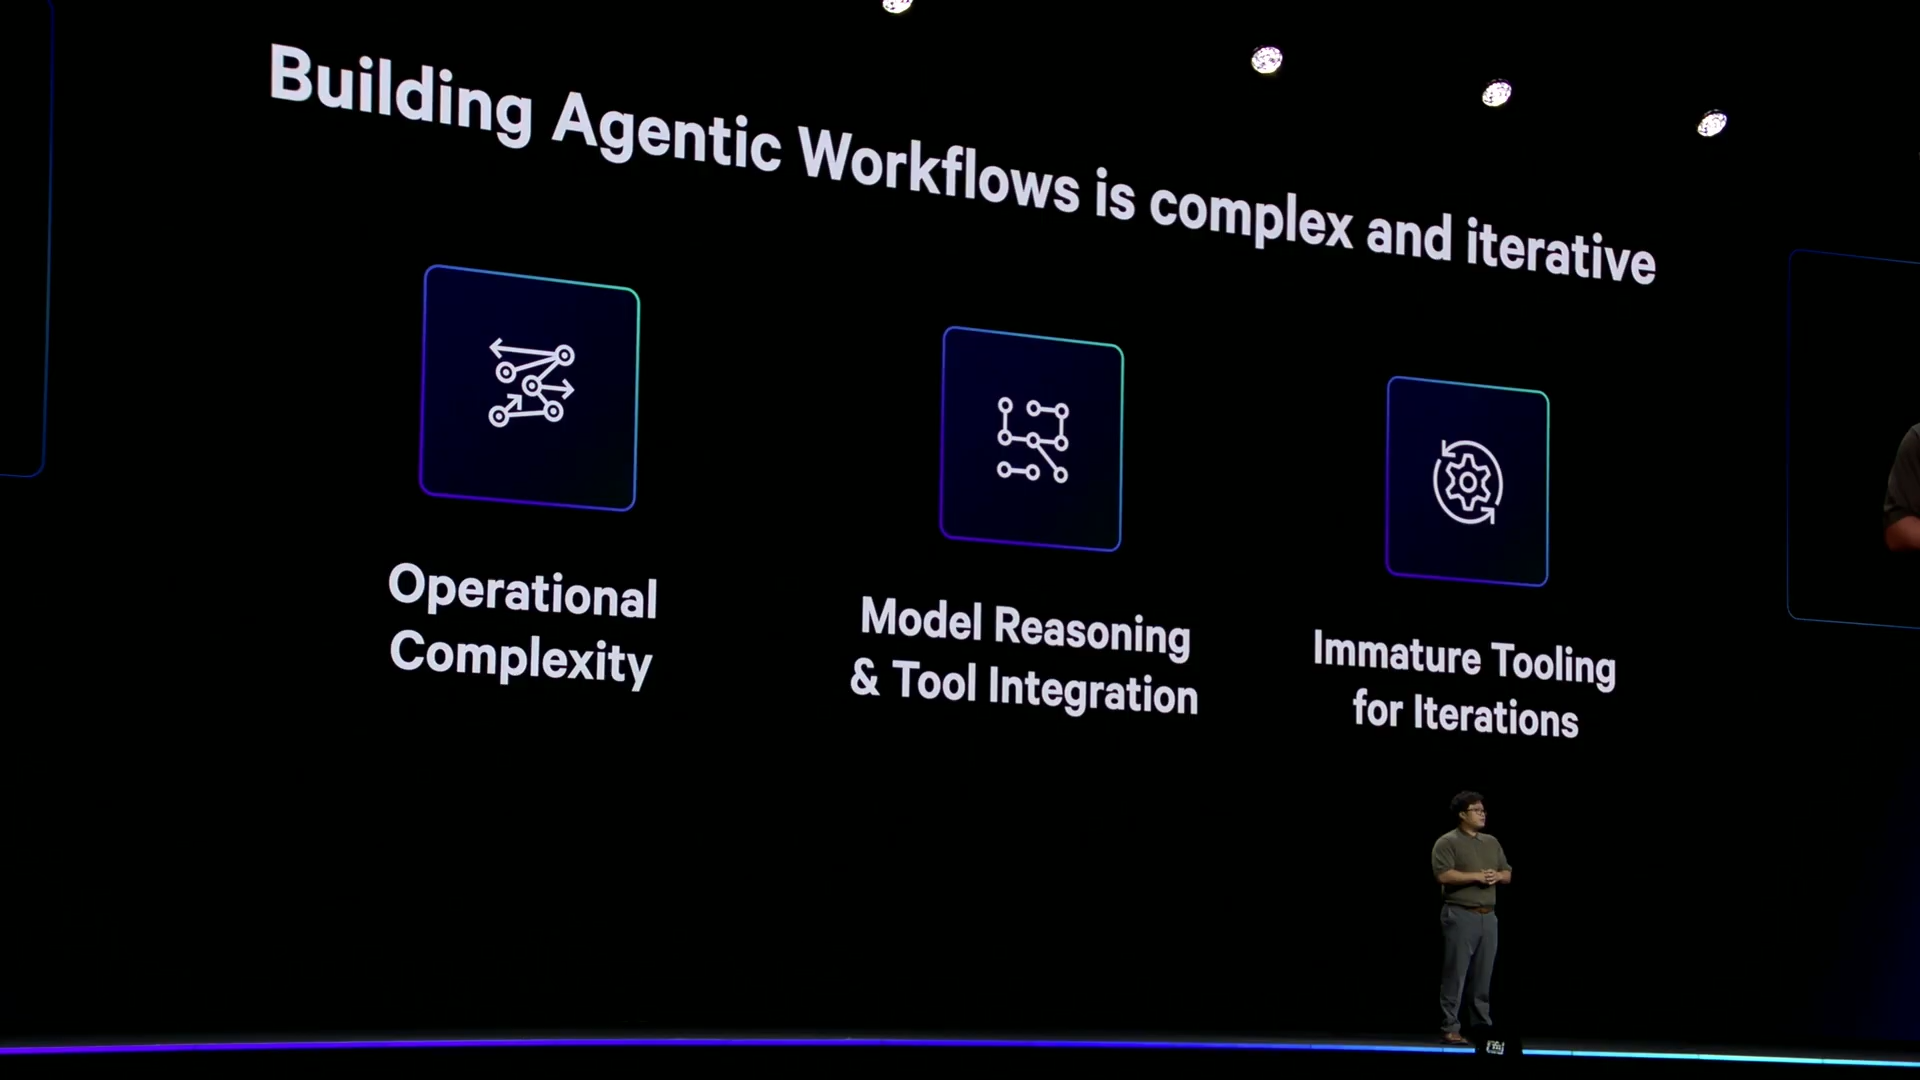 Building Agentic Workflows is complex and iterative
Operational
Complexity
Model Reasoning
& Tool Integration
Immature Tooling
for Iterations